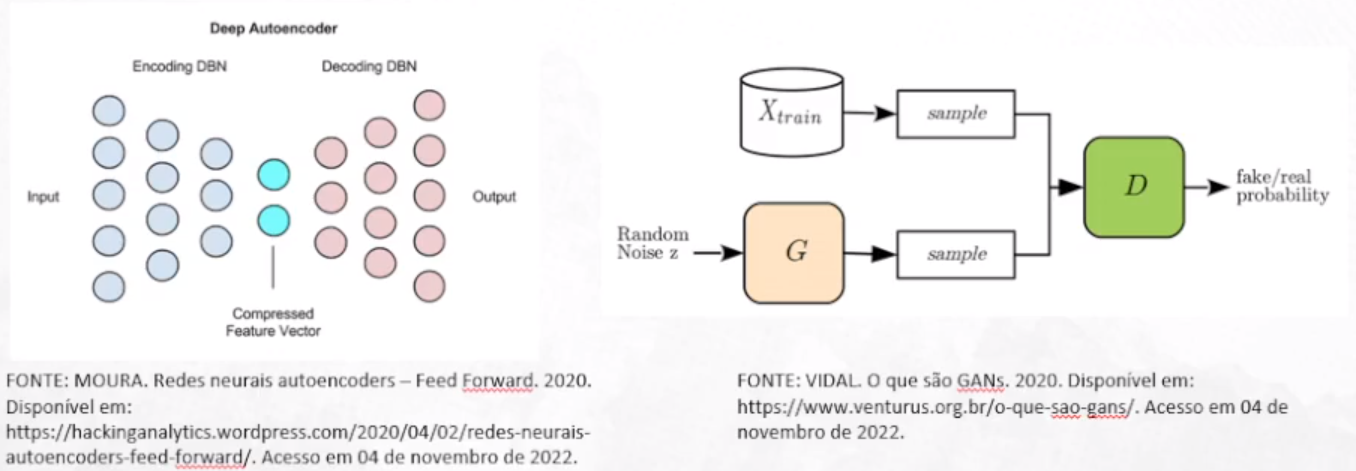 Deep Autoencoder
Encoding DBN
Decoding DBN
Input
Output
Compressed
Feature Vector
FONTE: MOURA. Redes neurais autoencoders – Feed Forward. 2020.
Disponível em:
https://hackinganalytics.wordpress.com/2020/04/02/redes-neurais-
autoencoders-feed-forward/. Acesso em 04 de novembro de 2022.
X_train
sample
D
fake/real
probability
Random
Noise z
G
sample
FONTE: VIDAL. O que são GANs. 2020. Disponível em:
https://www.venturus.org.br/o-que-sao-gans/. Acesso em 04 de
novembro de 2022.